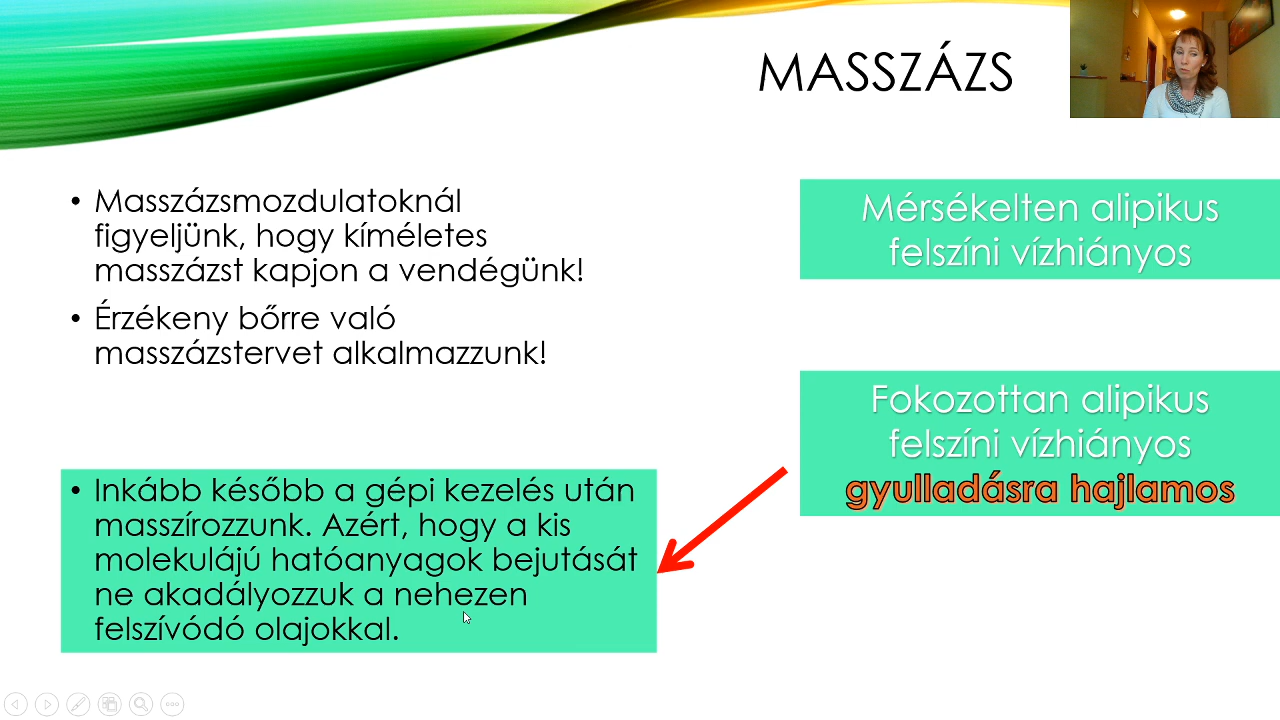 MASSZÁZS
Masszázsmozdulatoknál
figyeljünk, hogy kíméletes
masszázst kapjon a vendégünk!
Érzékeny bőrre való
masszázstervet alkalmazzunk!
Inkább később a gépi kezelés után
masszírozzunk. Azért, hogy a kis
molekulájú hatóanyagok bejutását
ne akadályozzuk a nehezen
felszívódó olajokkal.
Mérsékelten alipikus
felszíni vízhiányos
Fokozottan alipikus
felszíni vízhiányos
gyulladásra hajlamos